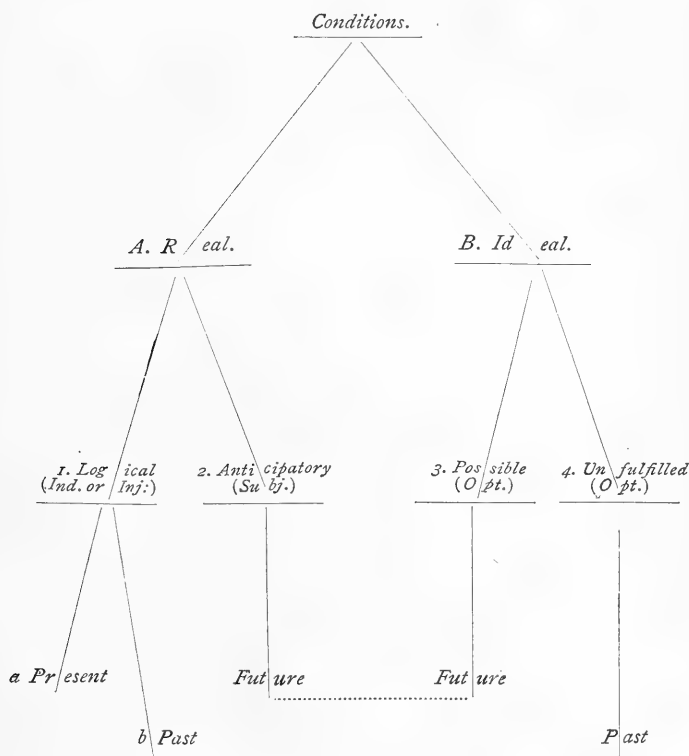 Conditions.
A. Real.
B. Ideal.
1. Logical
(Ind. or Inj:)
2. Anticipatory
(Subj.)
3. Possible
(Opt.)
4. Unfulfilled
(Opt.)
a Present
Future
Future
b Past
Past